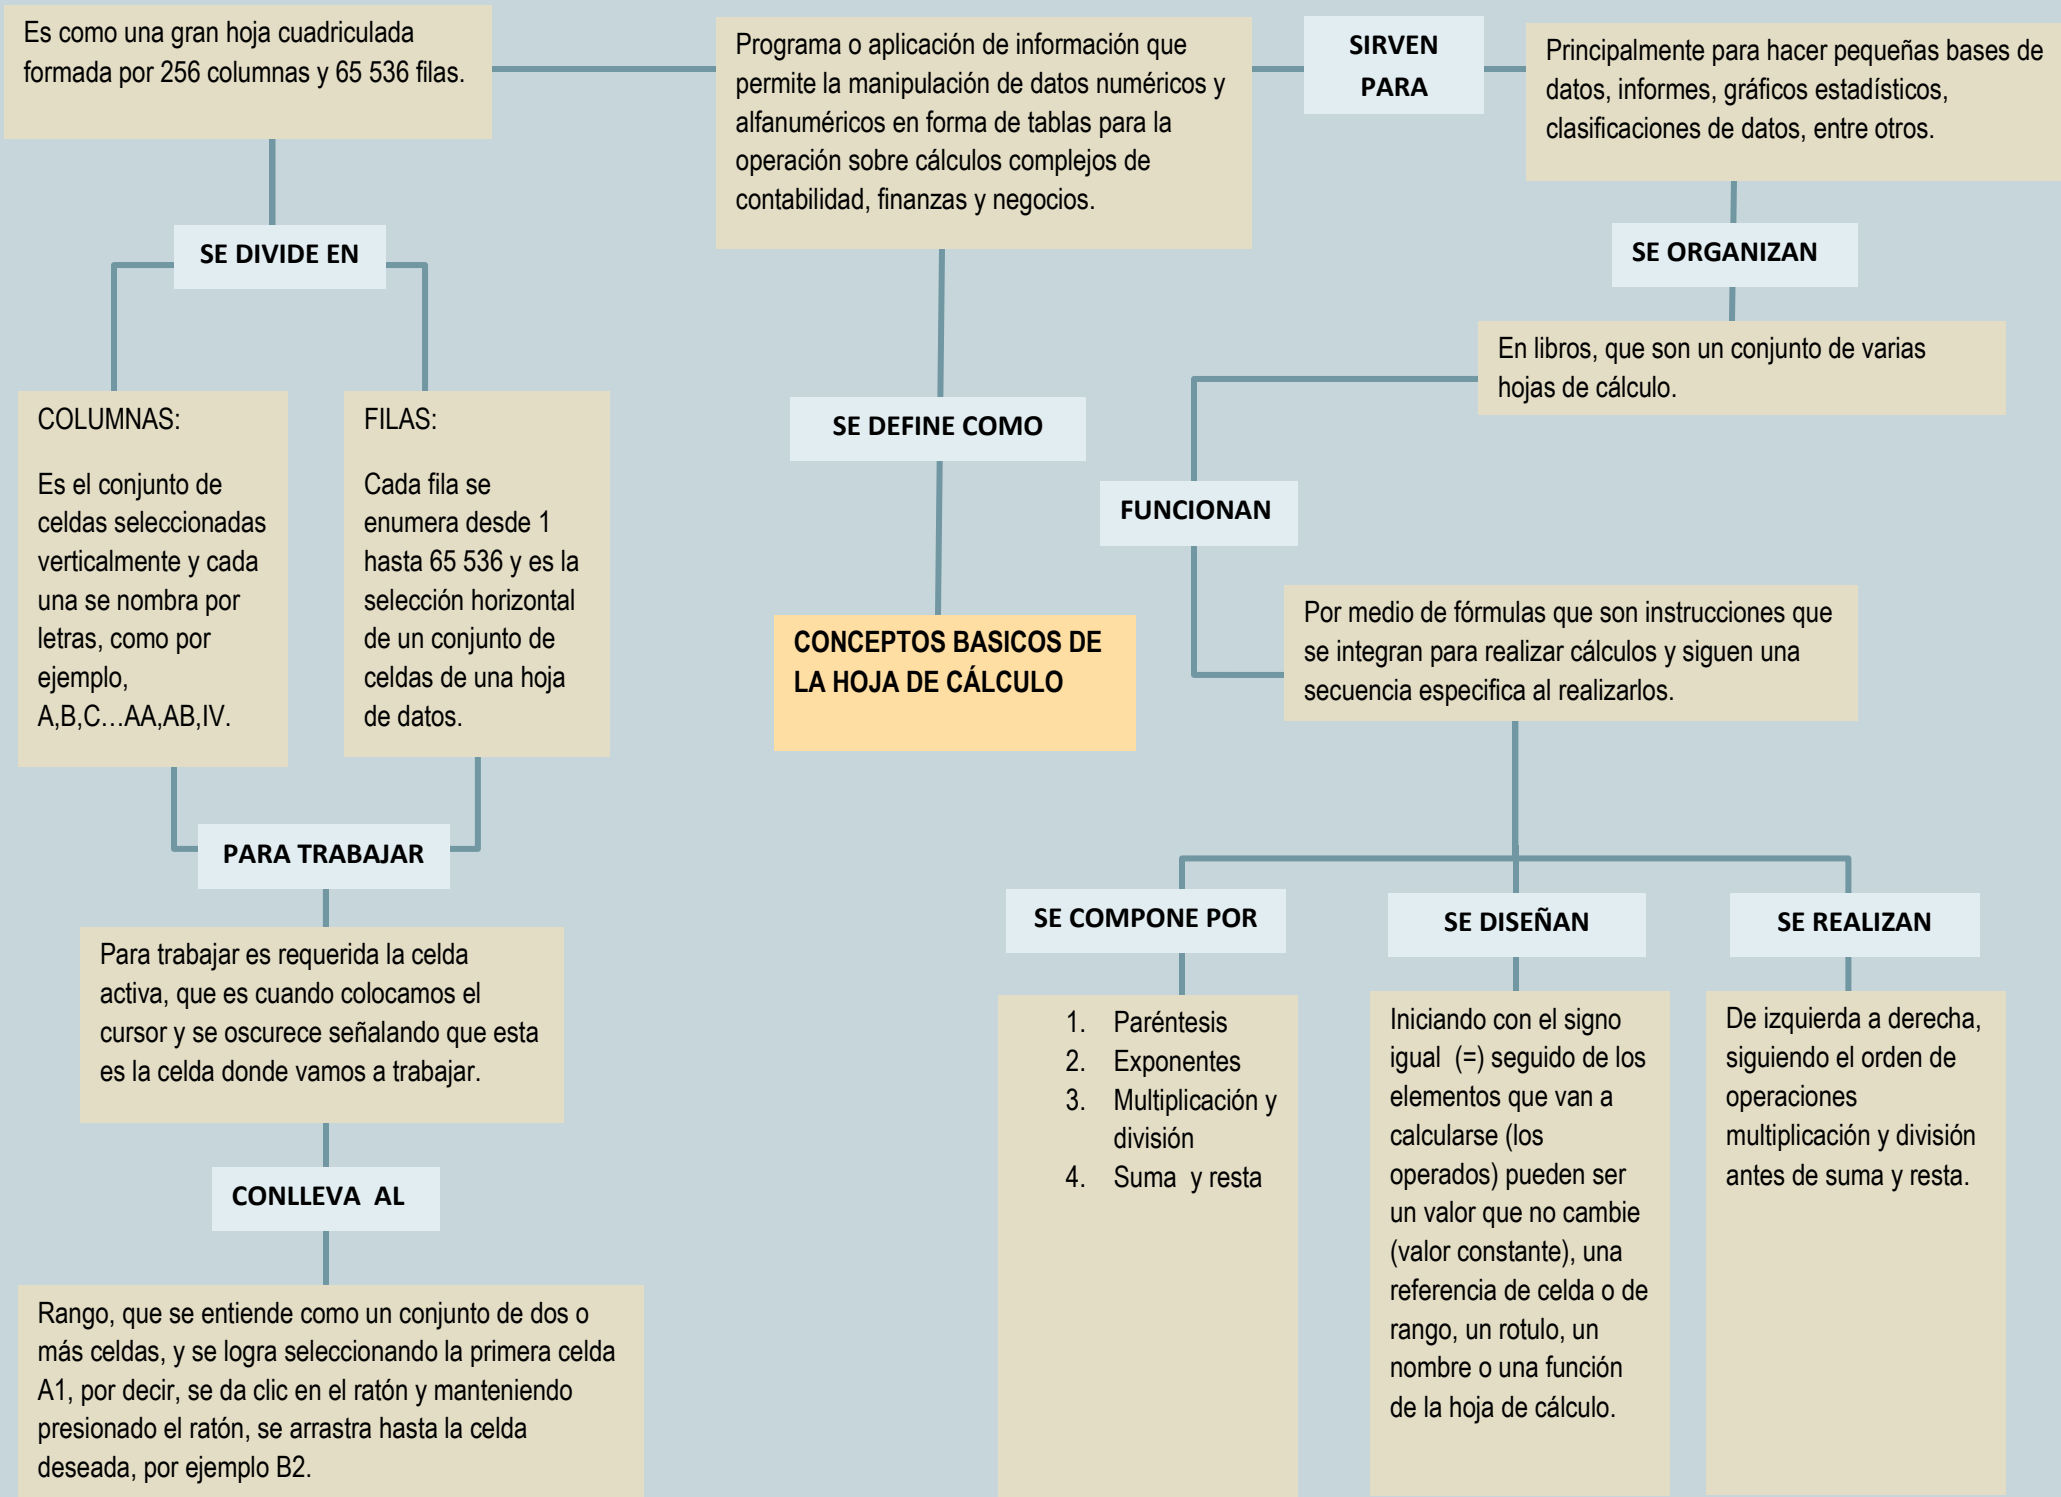 Es como una gran hoja cuadriculada
formada por 256 columnas y 65 536 filas.
Programa o aplicación de información que
permite la manipulación de datos numéricos y
alfanuméricos en forma de tablas para la
operación sobre cálculos complejos de
contabilidad, finanzas y negocios.
SIRVEN
PARA
Principalmente para hacer pequeñas bases de
datos, informes, gráficos estadísticos,
clasificaciones de datos, entre otros.
SE DIVIDE EN
SE ORGANIZAN
En libros, que son un conjunto de varias
hojas de cálculo.
COLUMNAS:
Es el conjunto de
celdas seleccionadas
verticalmente y cada
una se nombra por
letras, como por
ejemplo,
A,B,C…AA,AB,IV.
FILAS:
Cada fila se
enumera desde 1
hasta 65 536 y es la
selección horizontal
de un conjunto de
celdas de una hoja
de datos.
SE DEFINE COMO
FUNCIONAN
CONCEPTOS BASICOS DE
LA HOJA DE CÁLCULO
Por medio de fórmulas que son instrucciones que
se integran para realizar cálculos y siguen una
secuencia especifica al realizarlos.
PARA TRABAJAR
Para trabajar es requerida la celda
activa, que es cuando colocamos el
cursor y se oscurece señalando que esta
es la celda donde vamos a trabajar.
CONLLEVA  AL
Rango, que se entiende como un conjunto de dos o
más celdas, y se logra seleccionando la primera celda
A1, por decir, se da clic en el ratón y manteniendo
presionado el ratón, se arrastra hasta la celda
deseada, por ejemplo B2.
SE COMPONE POR
1. Paréntesis
2. Exponentes
3. Multiplicación y
división
4. Suma  y resta
SE DISEÑAN
Iniciando con el signo
igual  (=) seguido de los
elementos que van a
calcularse (los
operados) pueden ser
un valor que no cambie
(valor constante), una
referencia de celda o de
rango, un rotulo, un
nombre o una función
de la hoja de cálculo.
SE REALIZAN
De izquierda a derecha,
siguiendo el orden de
operaciones
multiplicación y división
antes de suma y resta.